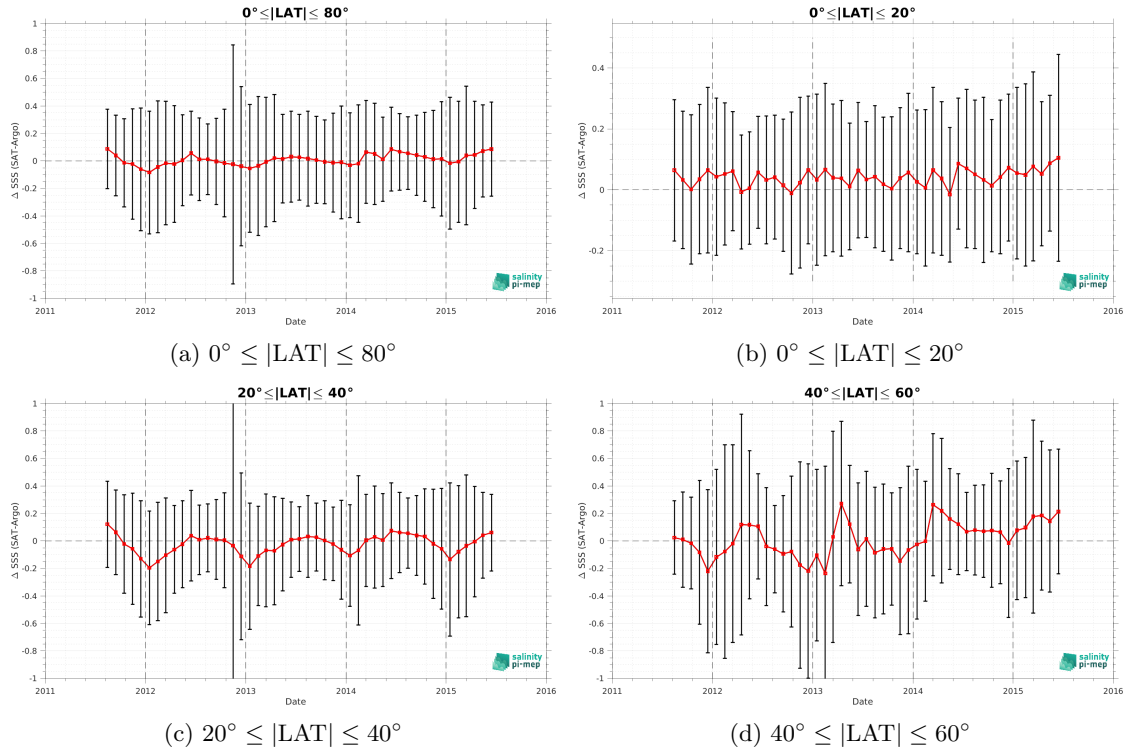 0°≤|LAT|≤ 80°
1
0.8
0.6
0.4
0.2
0
-0.2
-0.4
-0.6
-0.8
-1
Δ SSS (SAT-Argo)
2011 2012 2013 2014 2015 2016
Date
salinity
pi-mep
(a) 0° ≤ |LAT| ≤ 80°
0°≤|LAT|≤ 20°
0.4
0.2
0
-0.2
Δ SSS (SAT-Argo)
2011 2012 2013 2014 2015 2016
Date
salinity
pi-mep
(b) 0° ≤ |LAT| ≤ 20°
20°≤|LAT|≤ 40°
1
0.8
0.6
0.4
0.2
0
-0.2
-0.4
-0.6
-0.8
-1
Δ SSS (SAT-Argo)
2011 2012 2013 2014 2015 2016
Date
salinity
pi-mep
(c) 20° ≤ |LAT| ≤ 40°
40°≤|LAT|≤ 60°
1
0.8
0.6
0.4
0.2
0
-0.2
-0.4
-0.6
-0.8
-1
Δ SSS (SAT-Argo)
2011 2012 2013 2014 2015 2016
Date
salinity
pi-mep
(d) 40° ≤ |LAT| ≤ 60°